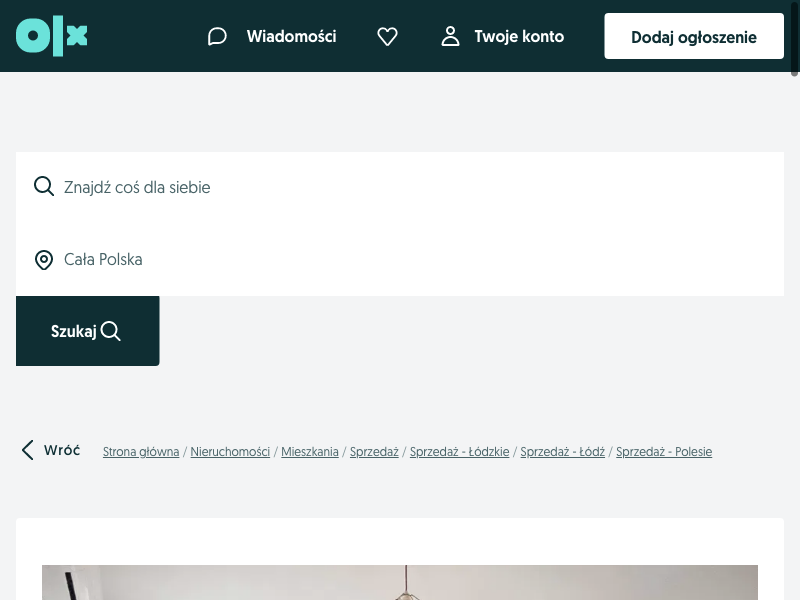 olx Wiadomości Twoje konto Dodaj ogłoszenie
Znajdź coś dla siebie
Cała Polska
Szukaj
Wróć Strona główna / Nieruchomości / Mieszkania / Sprzedaż / Sprzedaż - Łódzkie / Sprzedaż - Łódź / Sprzedaż - Polesie